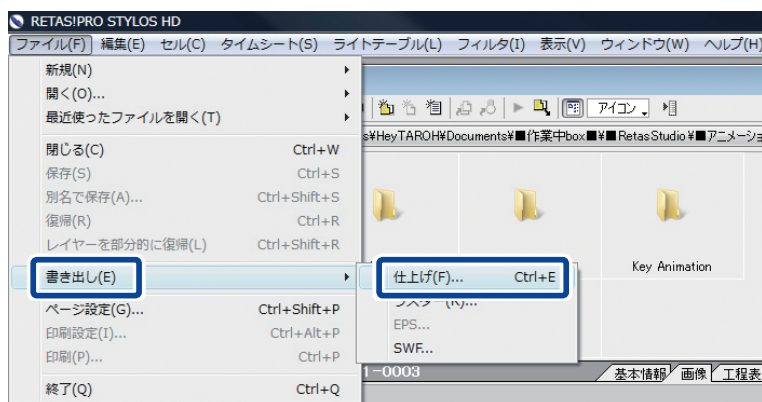 RETAS!PRO STYLOS HD
ファイル(F) 編集(E) セル(C) タイムシート(S) ライトテーブル(L) フィルタ(I) 表示(V) ウィンドウ(W) ヘルプ(H)
新規(N)
開く(O)...
最近使ったファイルを開く(T)
アイコン
s¥HeyTAROH¥Documents¥■作業中box■¥■RetasStudio¥■アニメーショ
閉じる(C) Ctrl+W
保存(S) Ctrl+S
別名で保存(A)... Ctrl+Shift+S
復帰(R) Ctrl+R
レイヤーを部分的に復帰(L) Ctrl+Shift+R
書き出し(E)
仕上げ(F)... Ctrl+E
Key Animation
ラスター(R)...
EPS...
SWF...
ページ設定(G)... Ctrl+Shift+P
印刷設定(I)... Ctrl+Alt+P
印刷(P)... Ctrl+P
終了(Q) Ctrl+Q
1-0003
基本情報 画像 工程表